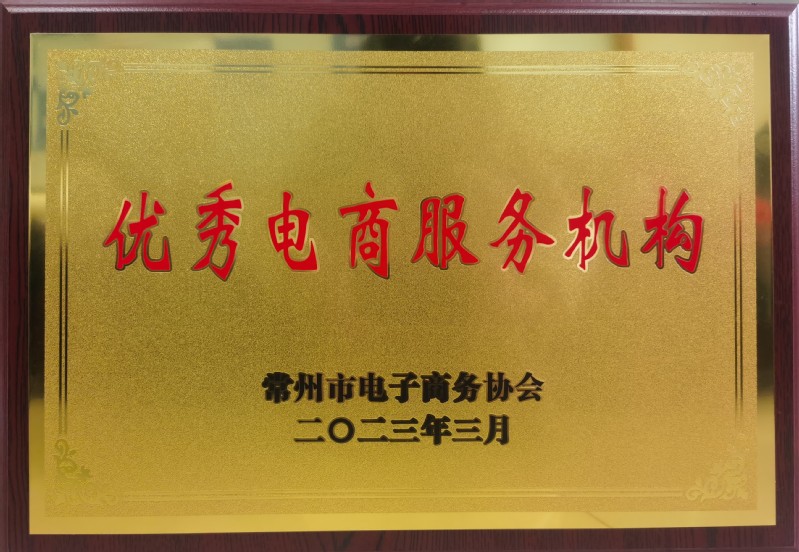 优秀电商服务机构
常州市电子商务协会
二〇二三年三月